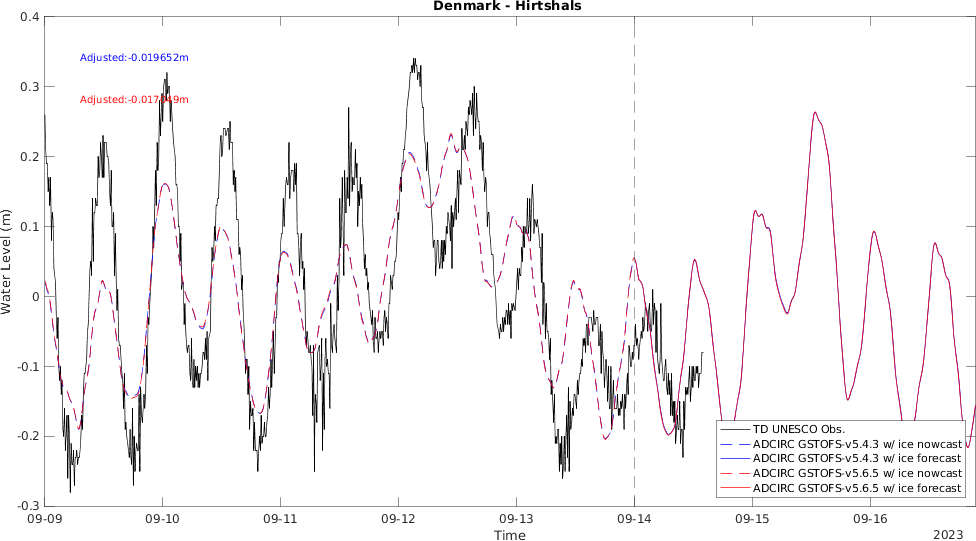 Denmark - Hirtshals
0.4
0.3
0.2
0.1
0
-0.1
-0.2
-0.3
Water Level (m)
Adjusted:-0.019652m
TD UNESCO Obs.
ADCIRC GSTOFS-v5.4.3 w/ ice nowcast
ADCIRC GSTOFS-v5.4.3 w/ ice forecast
ADCIRC GSTOFS-v5.6.5 w/ ice nowcast
ADCIRC GSTOFS-v5.6.5 w/ ice forecast
09-09
09-10
09-11
09-12
09-13
09-14
09-15
09-16
Time
2023